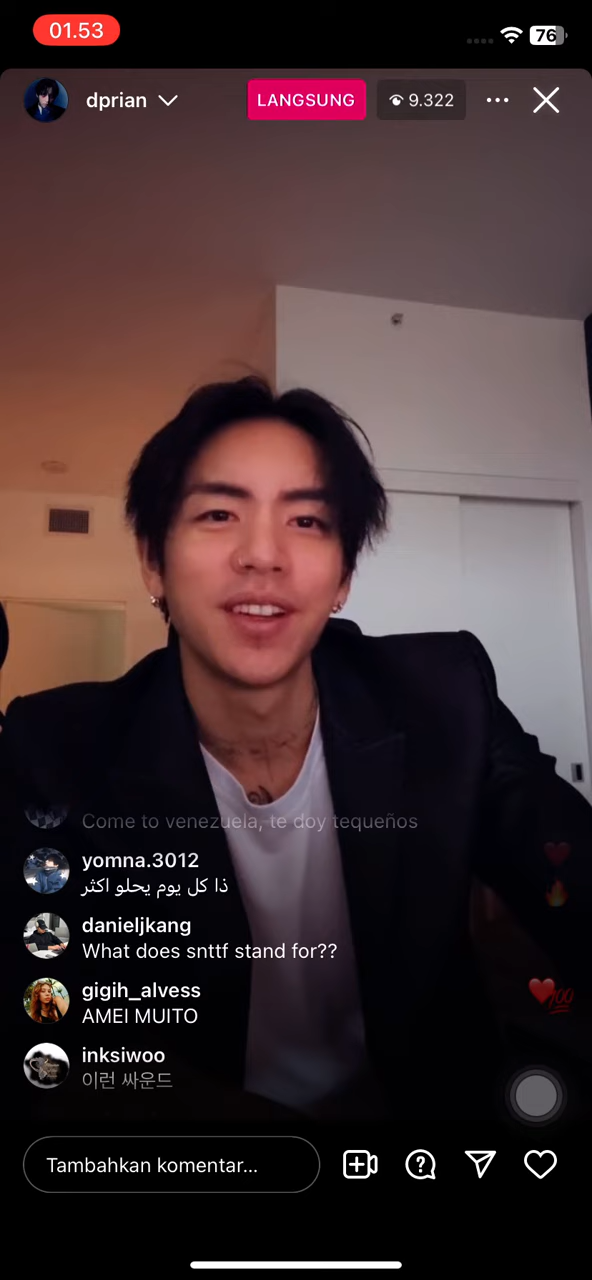 01.53
76
dprian
LANGSUNG
9.322
Come to venezuela, te doy tequeños
yomna.3012
ذا كل يوم يحلو اكثر
danieljkang
What does snttf stand for??
gigih_alvess
AMEI MUITO
inksiwoo
이런 싸운드
100
Tambahkan komentar...